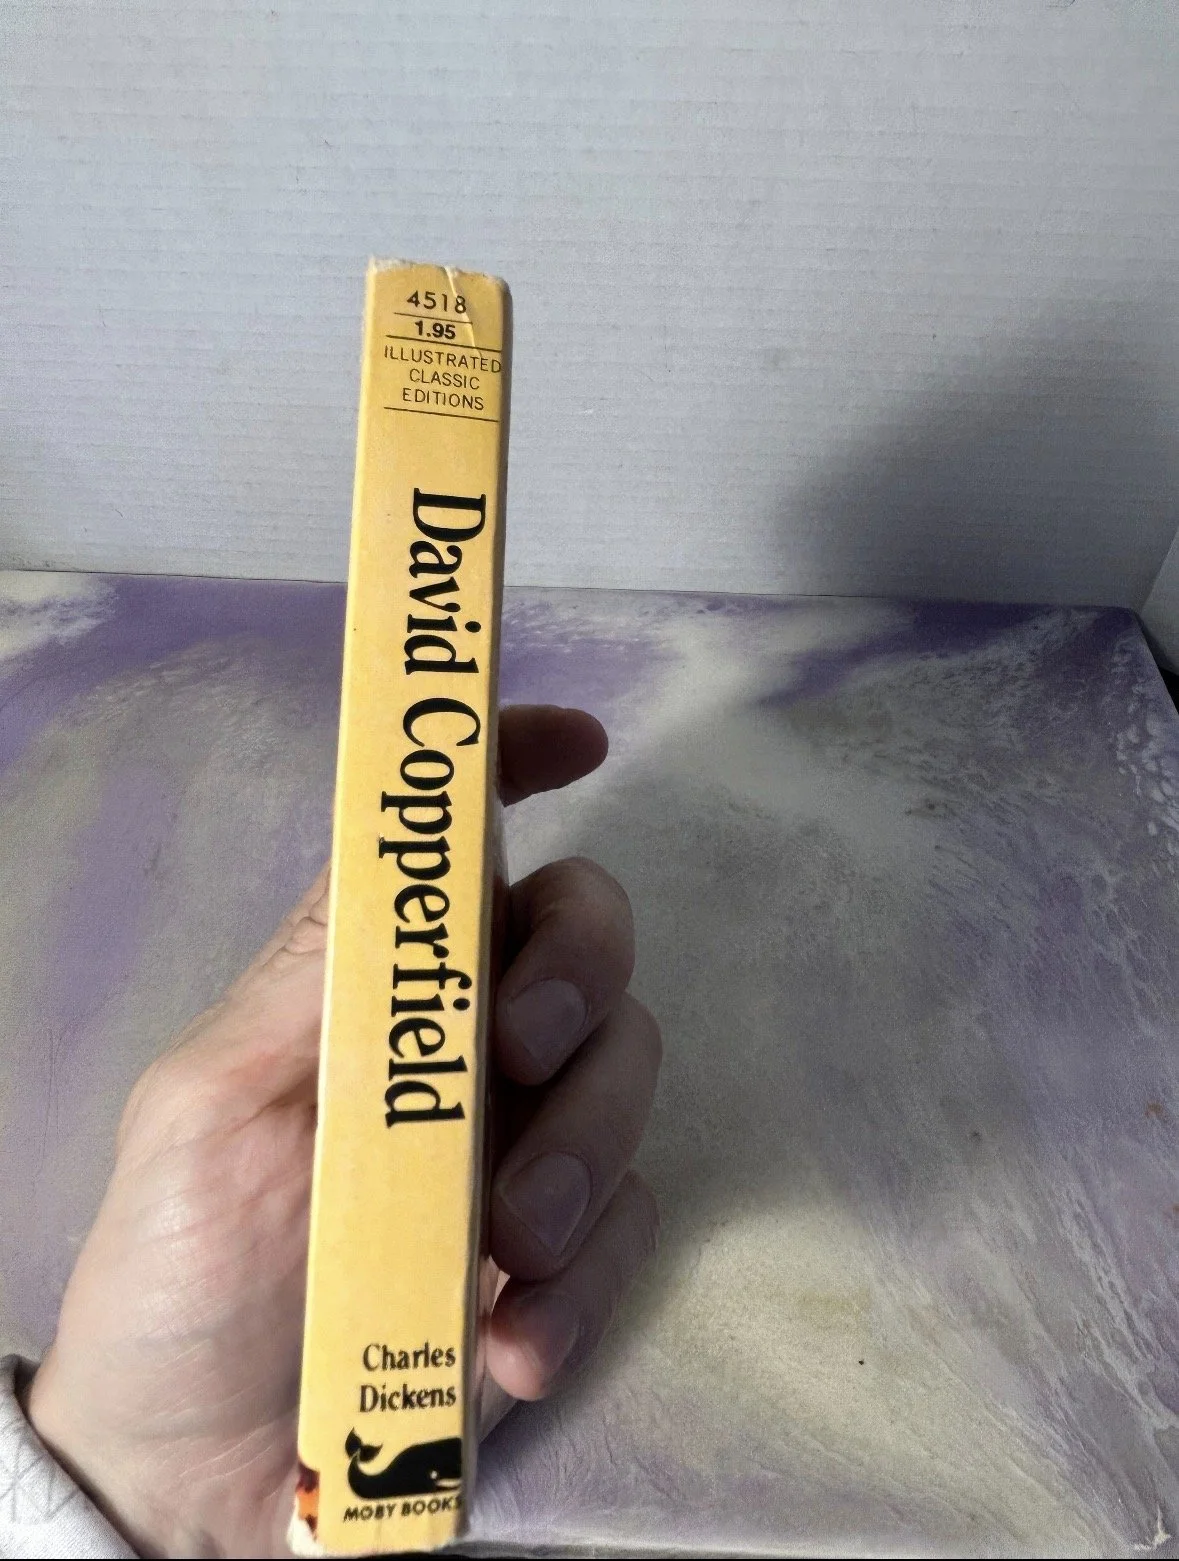 4518
1.95
ILLUSTRATED
CLASSIC
EDITIONS
David Copperfield
Charles
Dickens
MOBY BOOKS